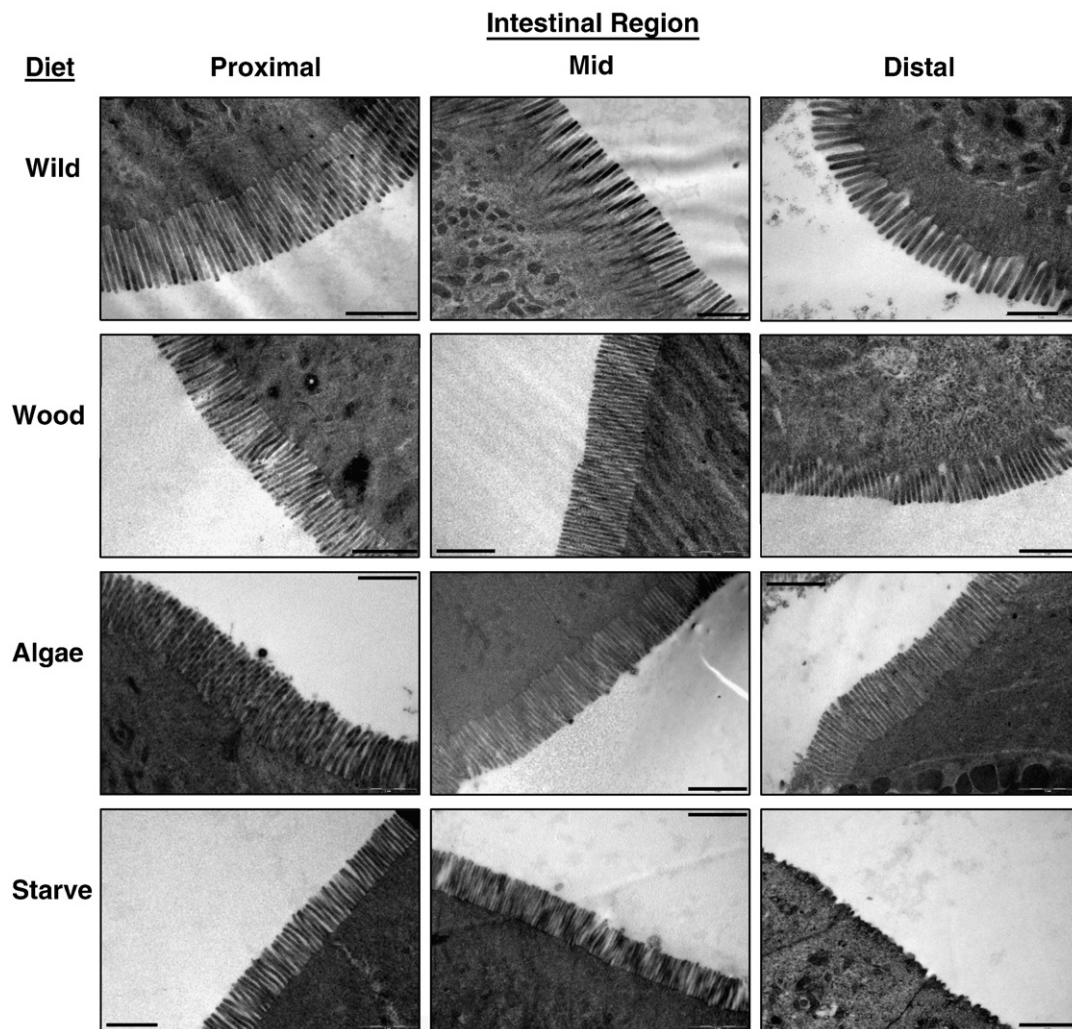 Intestinal Region
Diet Proximal Mid Distal
Wild
Wood
Algae
Starve